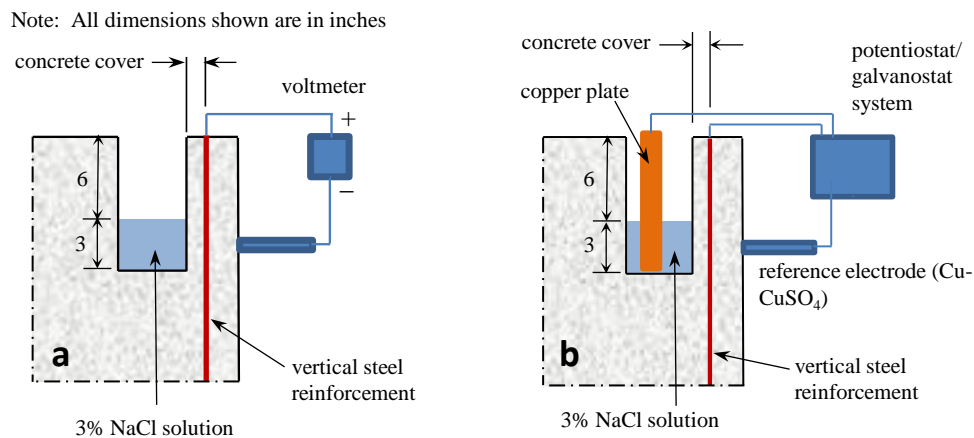 Note: All dimensions shown are in inches
concrete cover
voltmeter
+
–
6
3
a
vertical steel
reinforcement
3% NaCl solution
concrete cover
copper plate
potentiostat/
galvanostat
system
6
3
reference electrode (Cu-
CuSO₄)
b
vertical steel
reinforcement
3% NaCl solution